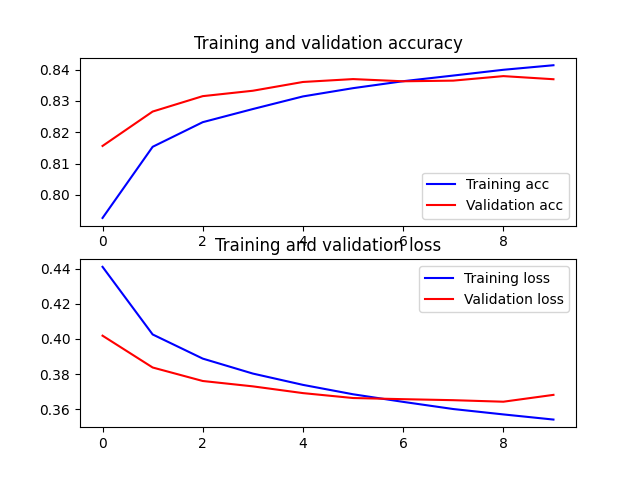 Training and validation accuracy
0.84
0.83
0.82
0.81
0.80
Training acc
Validation acc
0 2 4 6 8
Training and validation loss
0.44
0.42
0.40
0.38
0.36
Training loss
Validation loss
0 2 4 6 8